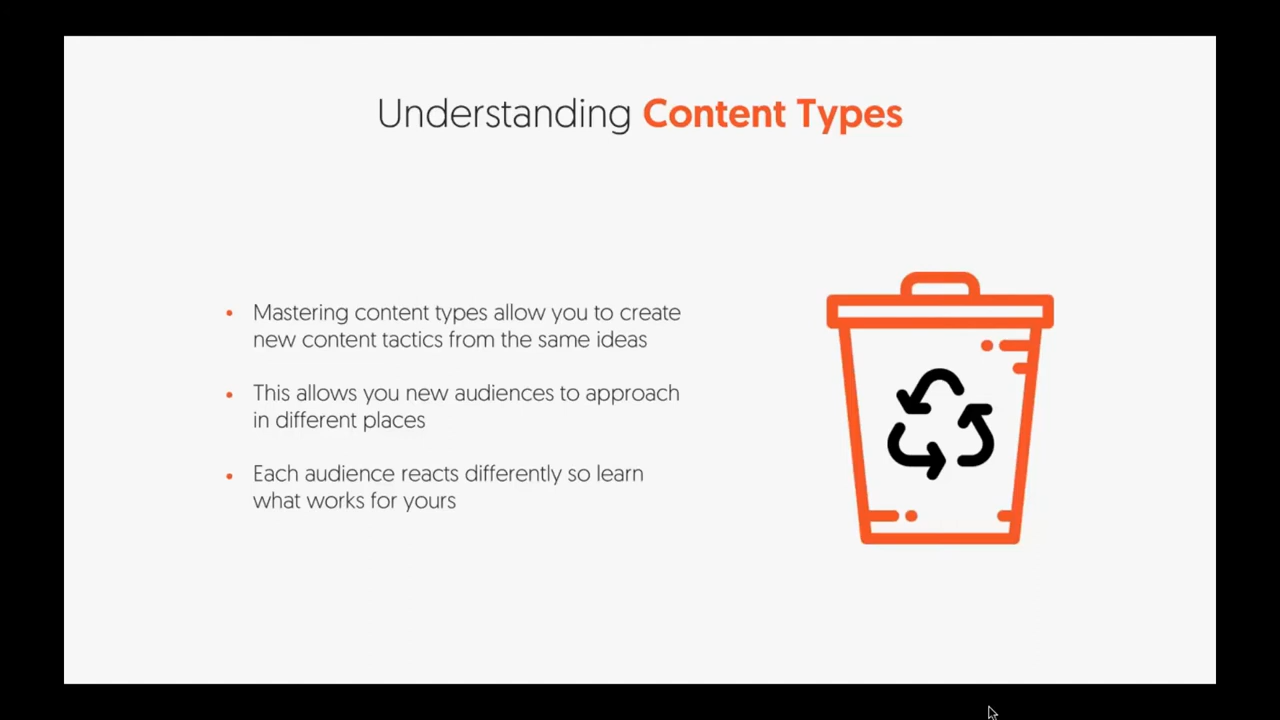 Understanding Content Types
• Mastering content types allow you to create
new content tactics from the same ideas
• This allows you new audiences to approach
in different places
• Each audience reacts differently so learn
what works for yours